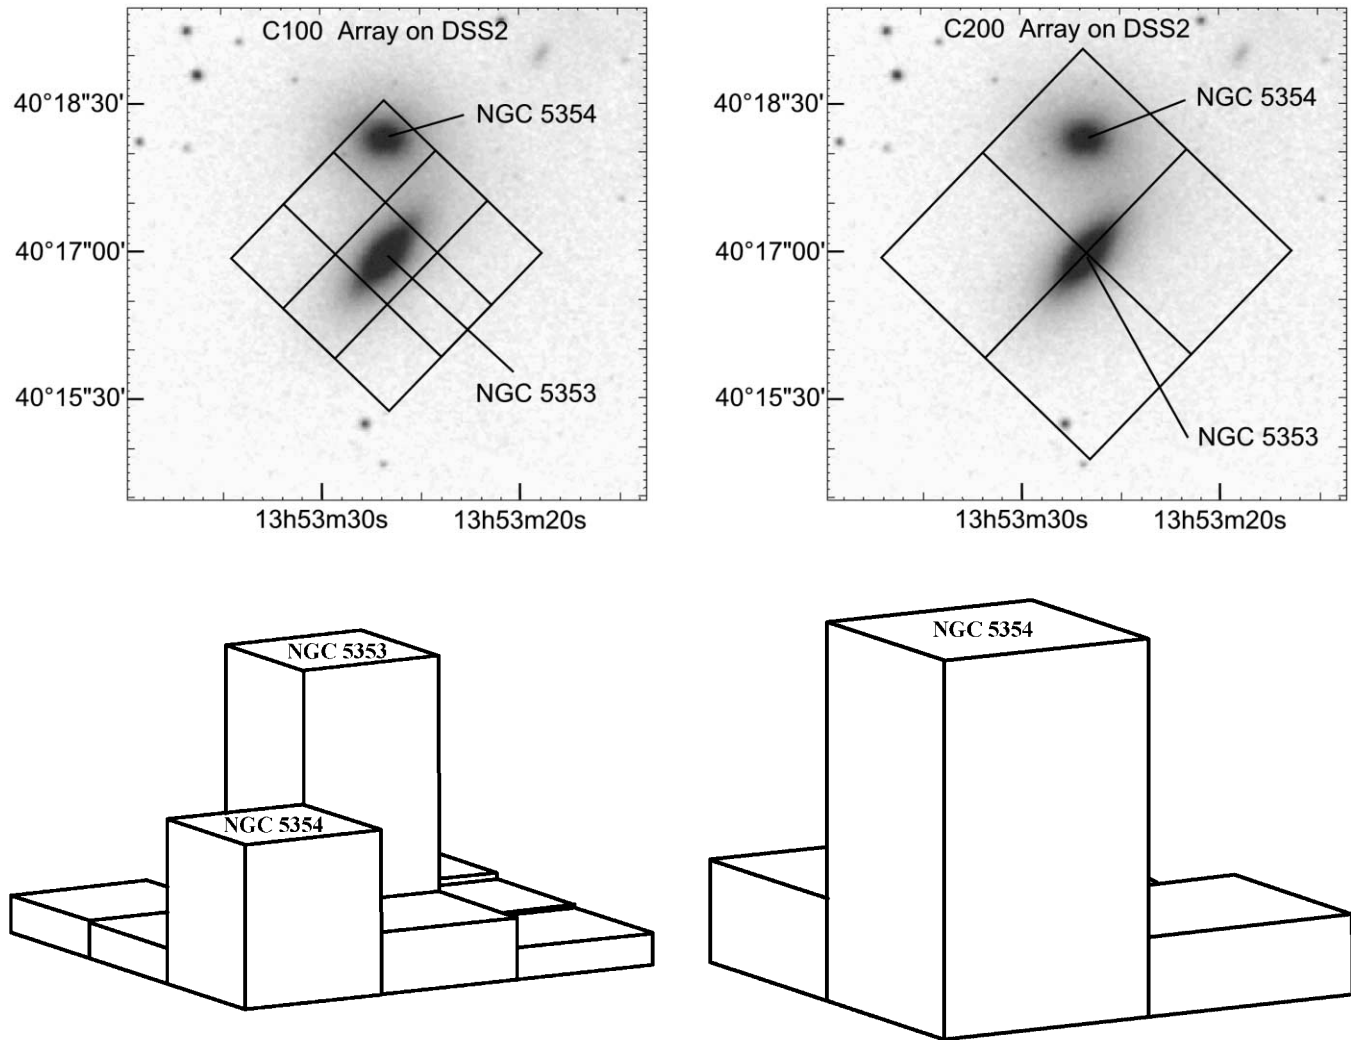 C100 Array on DSS2
40°18"30'
NGC 5354
40°17"00'
NGC 5353
40°15"30'
13h53m30s
13h53m20s
C200 Array on DSS2
40°18"30'
NGC 5354
40°17"00'
40°15"30'
NGC 5353
13h53m30s
13h53m20s
NGC 5353
NGC 5354
NGC 5354